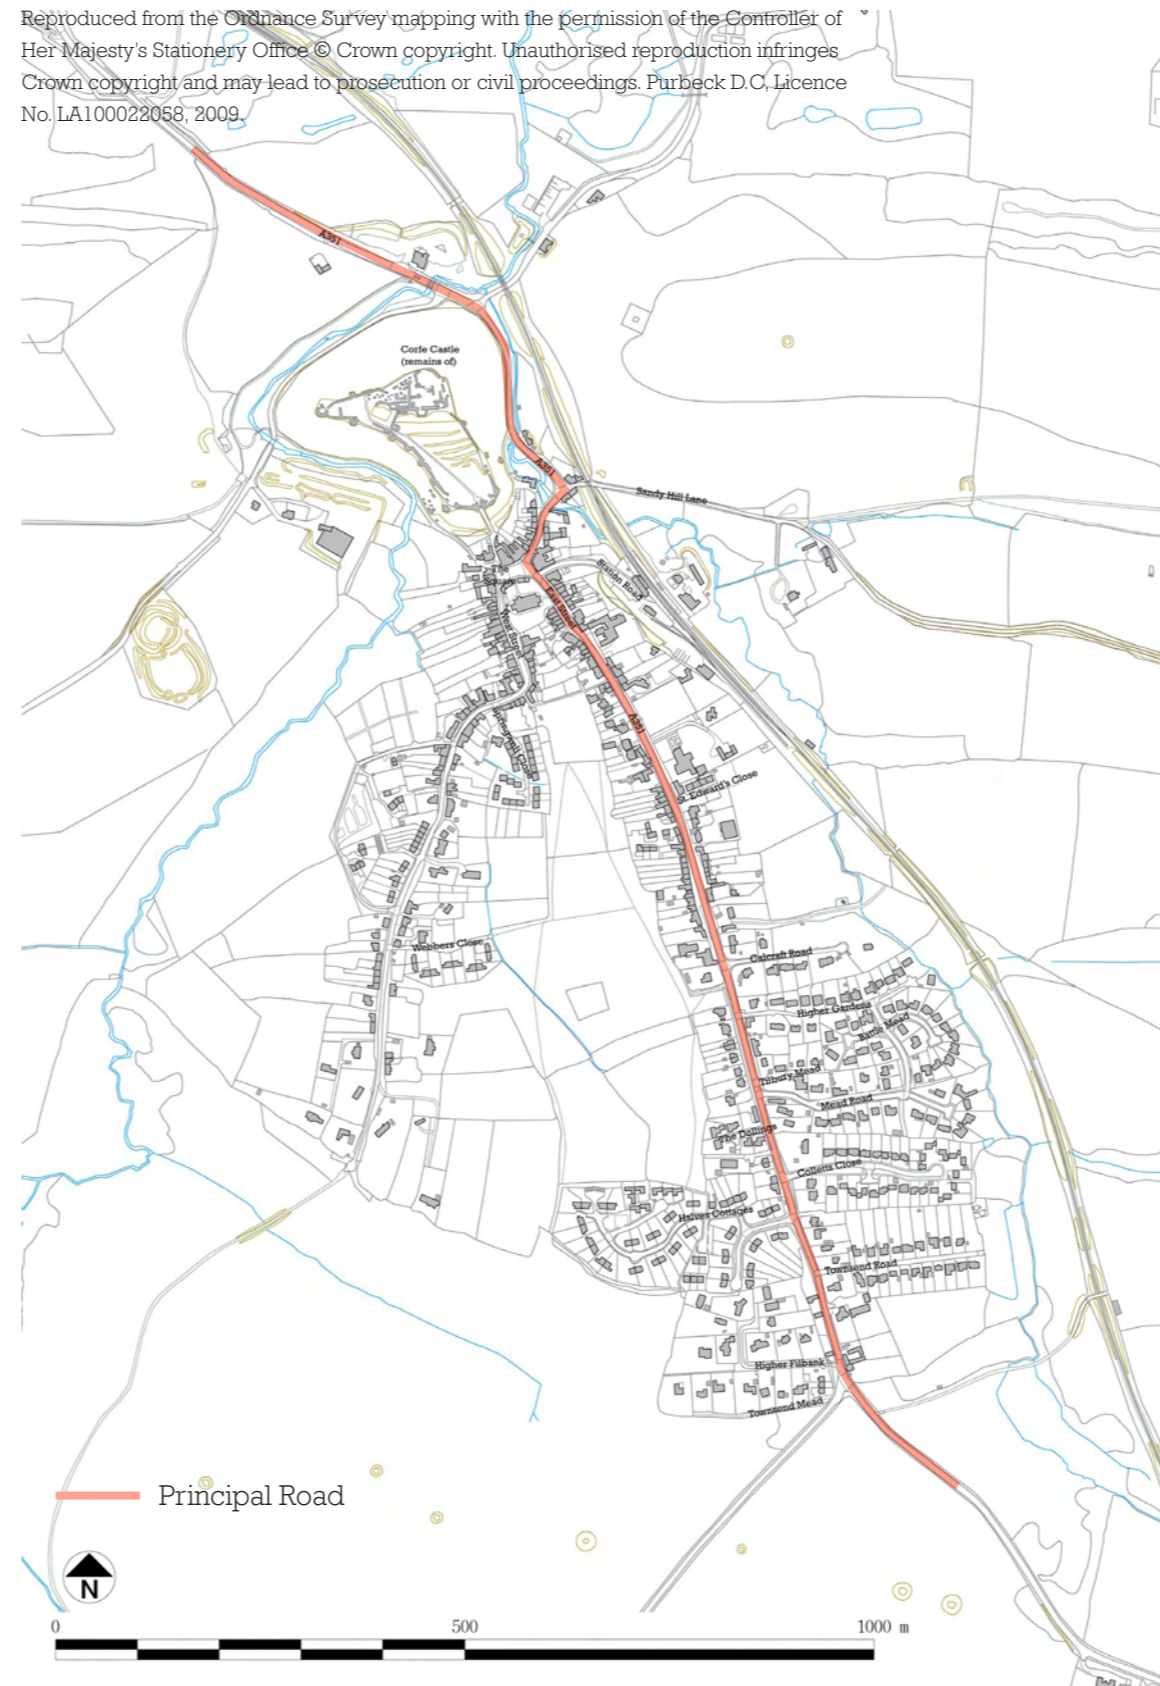 Reproduced from the Ordnance Survey mapping with the permission of the Controller of
Her Majesty's Stationery Office © Crown copyright. Unauthorised reproduction infringes
Crown copyright and may lead to prosecution or civil proceedings. Purbeck D.C, Licence
No. LA100022058, 2009.
A351
Corfe Castle
(remains of)
A351
Sandy Hill Lane
The
Square
Station Road
East Street
West Street
A351
Springwell Close
St. Edward's Close
Webbers Close
Calcraft Road
Higher Gardens
Battle Mead
Tilbury Mead
Mead Road
The Dollings
Colletts Close
Halves Cottages
Townsend Road
Higher Filbank
Townsend Mead
Principal Road
N
0 500 1000 m